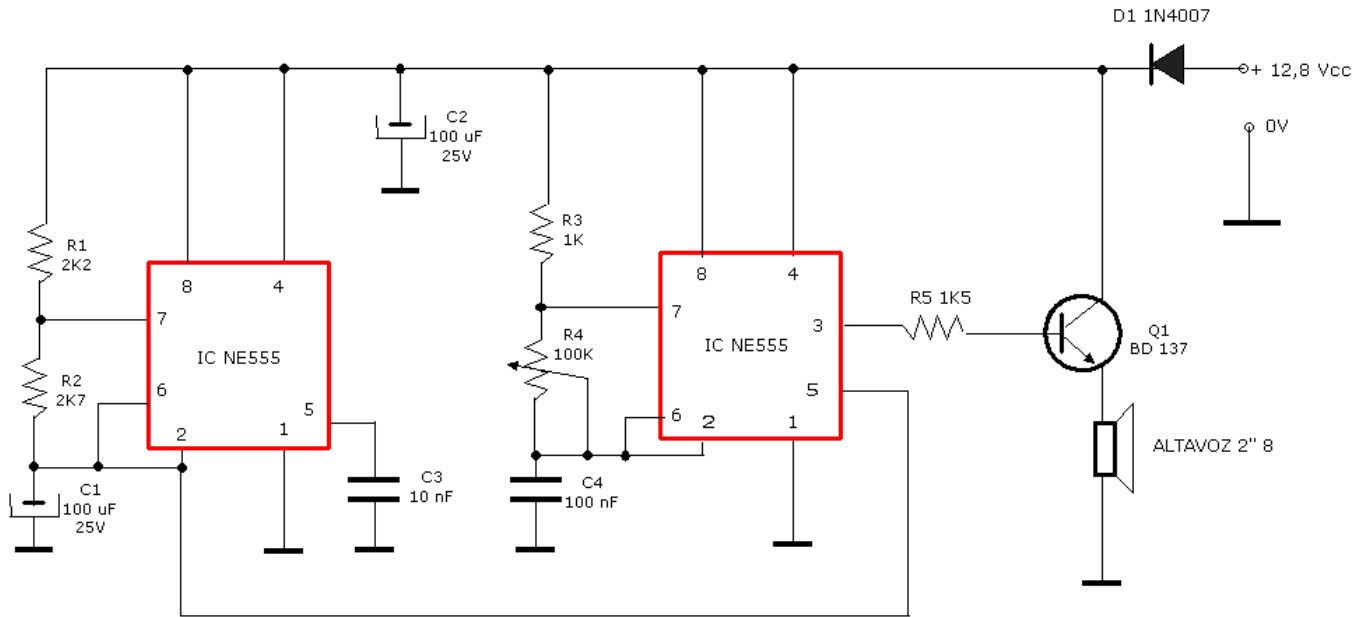 D1 1N4007
+ 12,8 Vcc
0V
C2
100 uF
25V
R1
2K2
R2
2K7
8
4
7
IC NE555
6
5
2
1
C1
100 uF
25V
C3
10 nF
R3
1K
R4
100K
8
4
7
3
IC NE555
5
6
2
1
C4
100 nF
R5 1K5
Q1
BD 137
ALTAVOZ 2" 8